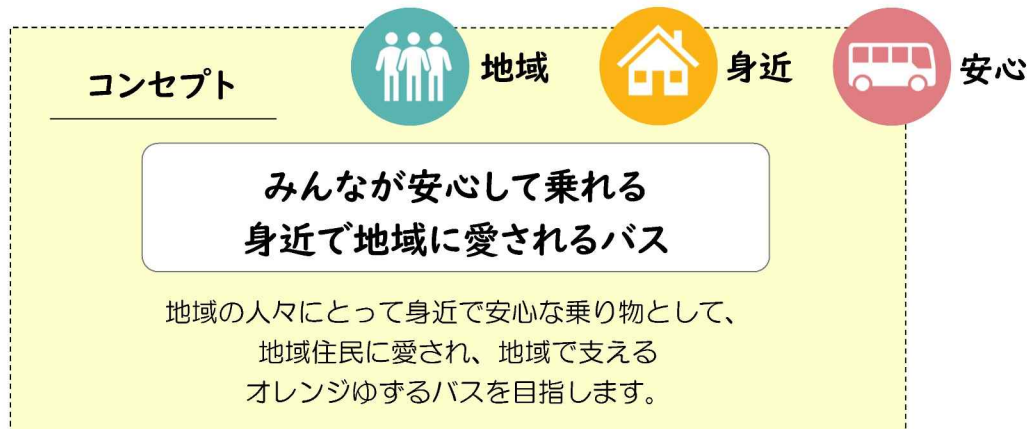 コンセプト
地域
身近
安心
みんなが安心して乗れる
身近で地域に愛されるバス
地域の人々にとって身近で安心な乗り物として、
地域住民に愛され、地域で支える
オレンジゆずるバスを目指します。